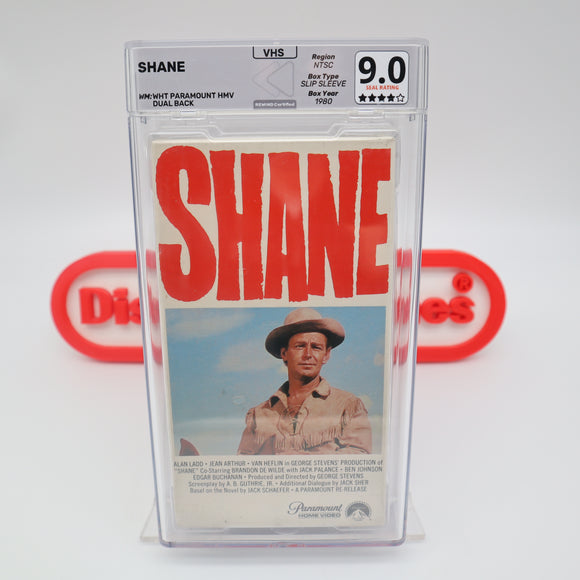 SHANE
WM:WHT PARAMOUNT HMV
DUAL BACK
VHS
REWIND Certified
Region
NTSC
Box Type
SLIP SLEEVE
Box Year
1980
9.0
SEAL RATING
SHANE
Dis es®
ALAN LADD • JEAN ARTHUR • VAN HEFLIN in GEORGE STEVENS' PRODUCTION of
"SHANE" Co-Starring BRANDON DE WILDE with JACK PALANCE • BEN JOHNSON
EDGAR BUCHANAN • Produced and Directed by GEORGE STEVENS
Screenplay by A. B. GUTHRIE, JR. • Additional Dialogue by JACK SHER
Based on the Novel by JACK SCHAEFER • A PARAMOUNT RE-RELEASE
Paramount
HOME VIDEO